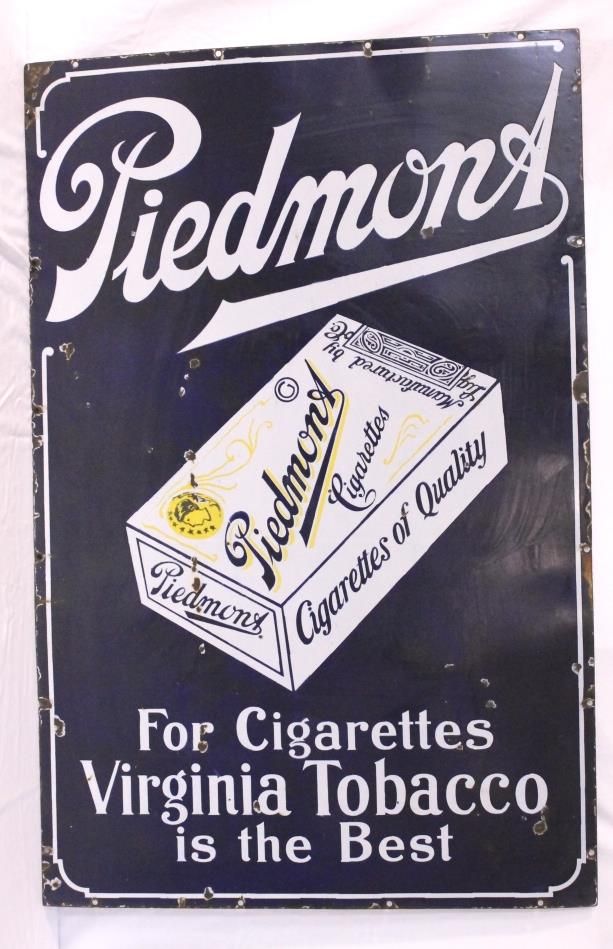 Piedmont
Manufactured by
Piedmont
Cigarettes
Piedmont
Cigarettes of Quality
For Cigarettes
Virginia Tobacco
is the Best